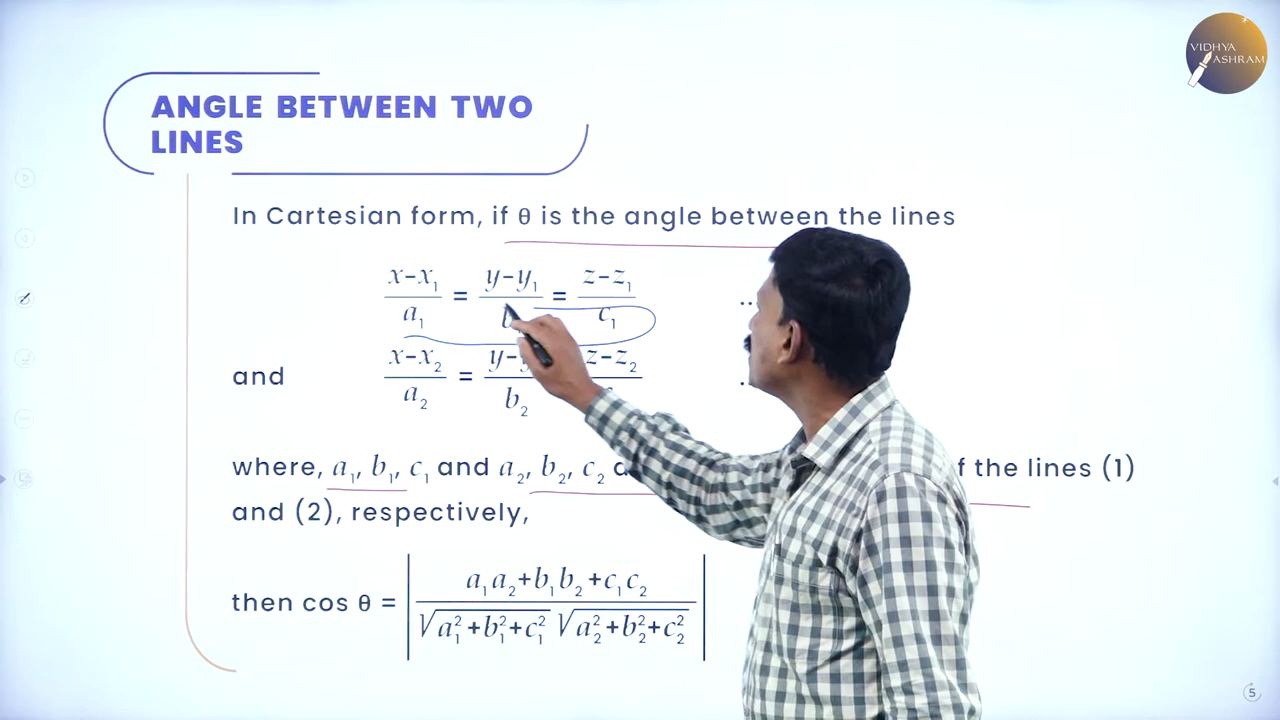 VIDHYA
ASHRAM
ANGLE BETWEEN TWO
LINES
In Cartesian form, if θ is the angle between the lines
(x−x₁)/a₁ = (y−y₁)/b = (z−z₁)/c₁
and (x−x₂)/a₂ = (y− /b₂ z−z₂
where, a₁, b₁, c₁ and a₂, b₂, c₂ the lines (1)
and (2), respectively,
then cos θ = |(a₁a₂+b₁b₂+c₁c₂)/(√(a₁²+b₁²+c₁²) √(a₂²+b₂²+c₂²))|
5